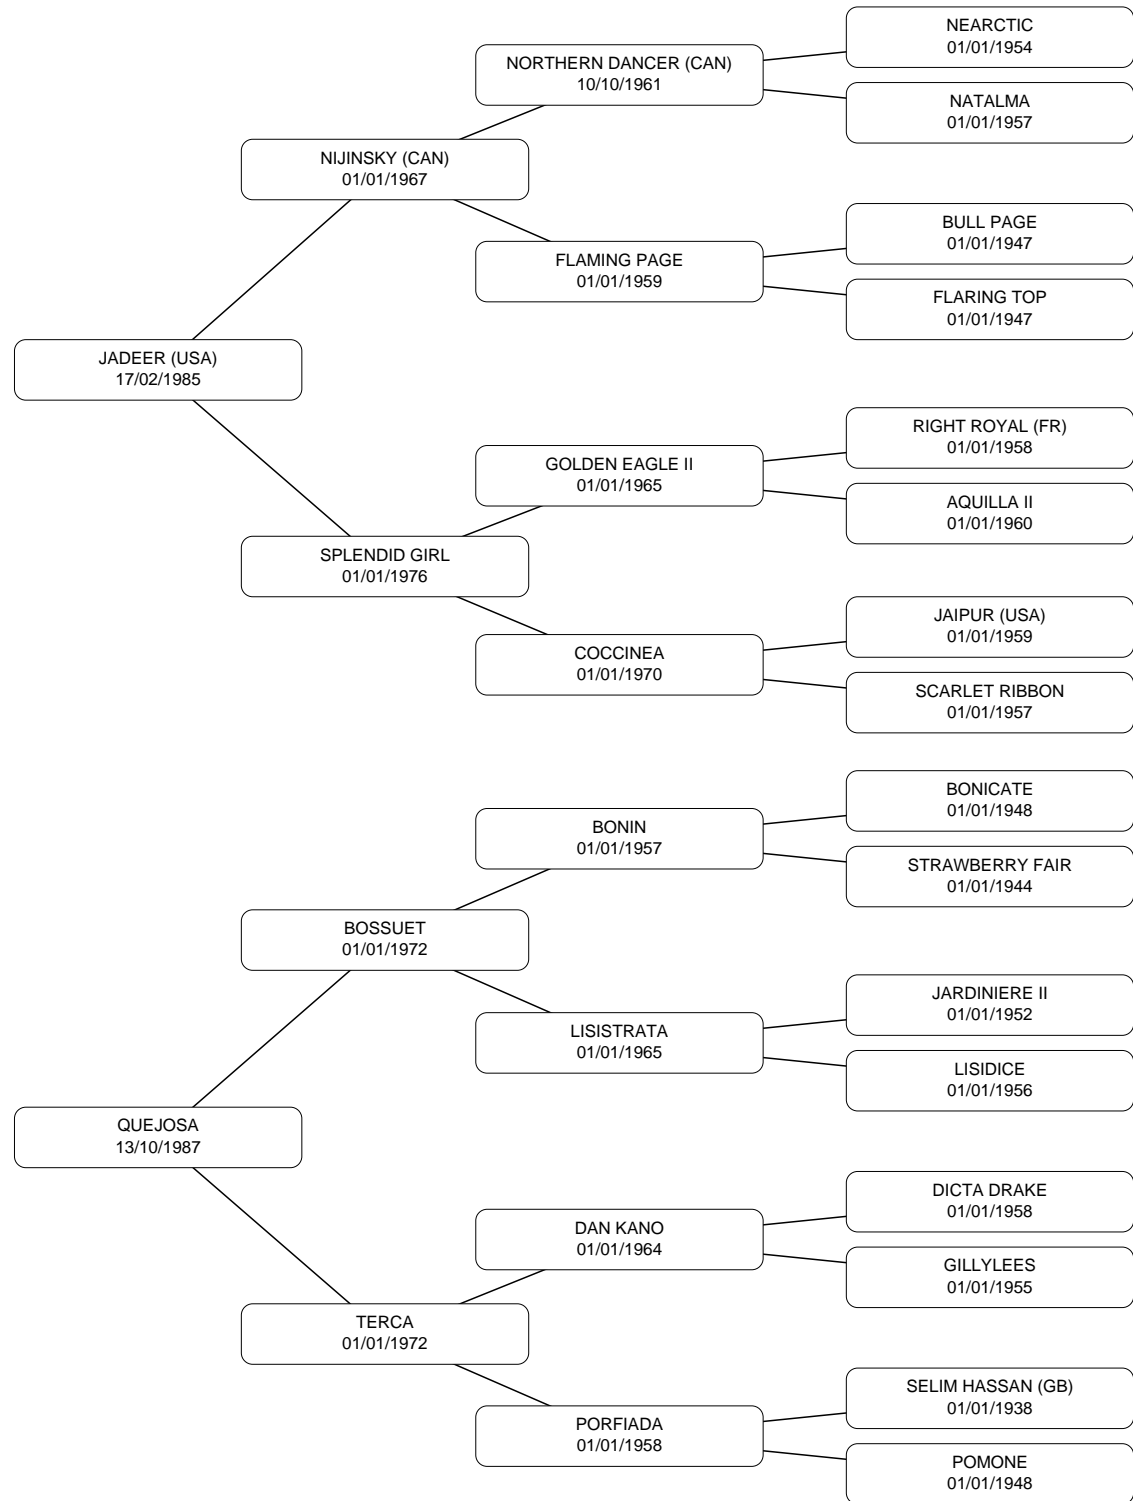 NEARCTIC
01/01/1954
NORTHERN DANCER (CAN)
10/10/1961
NATALMA
01/01/1957
NIJINSKY (CAN)
01/01/1967
BULL PAGE
01/01/1947
FLAMING PAGE
01/01/1959
FLARING TOP
01/01/1947
JADEER (USA)
17/02/1985
RIGHT ROYAL (FR)
01/01/1958
GOLDEN EAGLE II
01/01/1965
AQUILLA II
01/01/1960
SPLENDID GIRL
01/01/1976
JAIPUR (USA)
01/01/1959
COCCINEA
01/01/1970
SCARLET RIBBON
01/01/1957
BONICATE
01/01/1948
BONIN
01/01/1957
STRAWBERRY FAIR
01/01/1944
BOSSUET
01/01/1972
JARDINIERE II
01/01/1952
LISISTRATA
01/01/1965
LISIDICE
01/01/1956
QUEJOSA
13/10/1987
DICTA DRAKE
01/01/1958
DAN KANO
01/01/1964
GILLYLEES
01/01/1955
TERCA
01/01/1972
SELIM HASSAN (GB)
01/01/1938
PORFIADA
01/01/1958
POMONE
01/01/1948